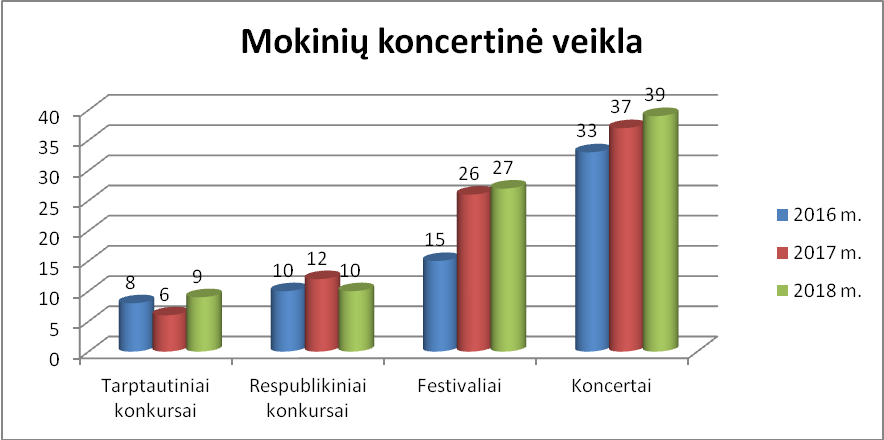 Mokinių koncertinė veikla
40
35
30
25
20
15
10
5
0
8
6
9
10
12
10
15
26
27
33
37
39
Tarptautiniai
konkursai
Respublikiniai
konkursai
Festivaliai
Koncertai
2016 m.
2017 m.
2018 m.